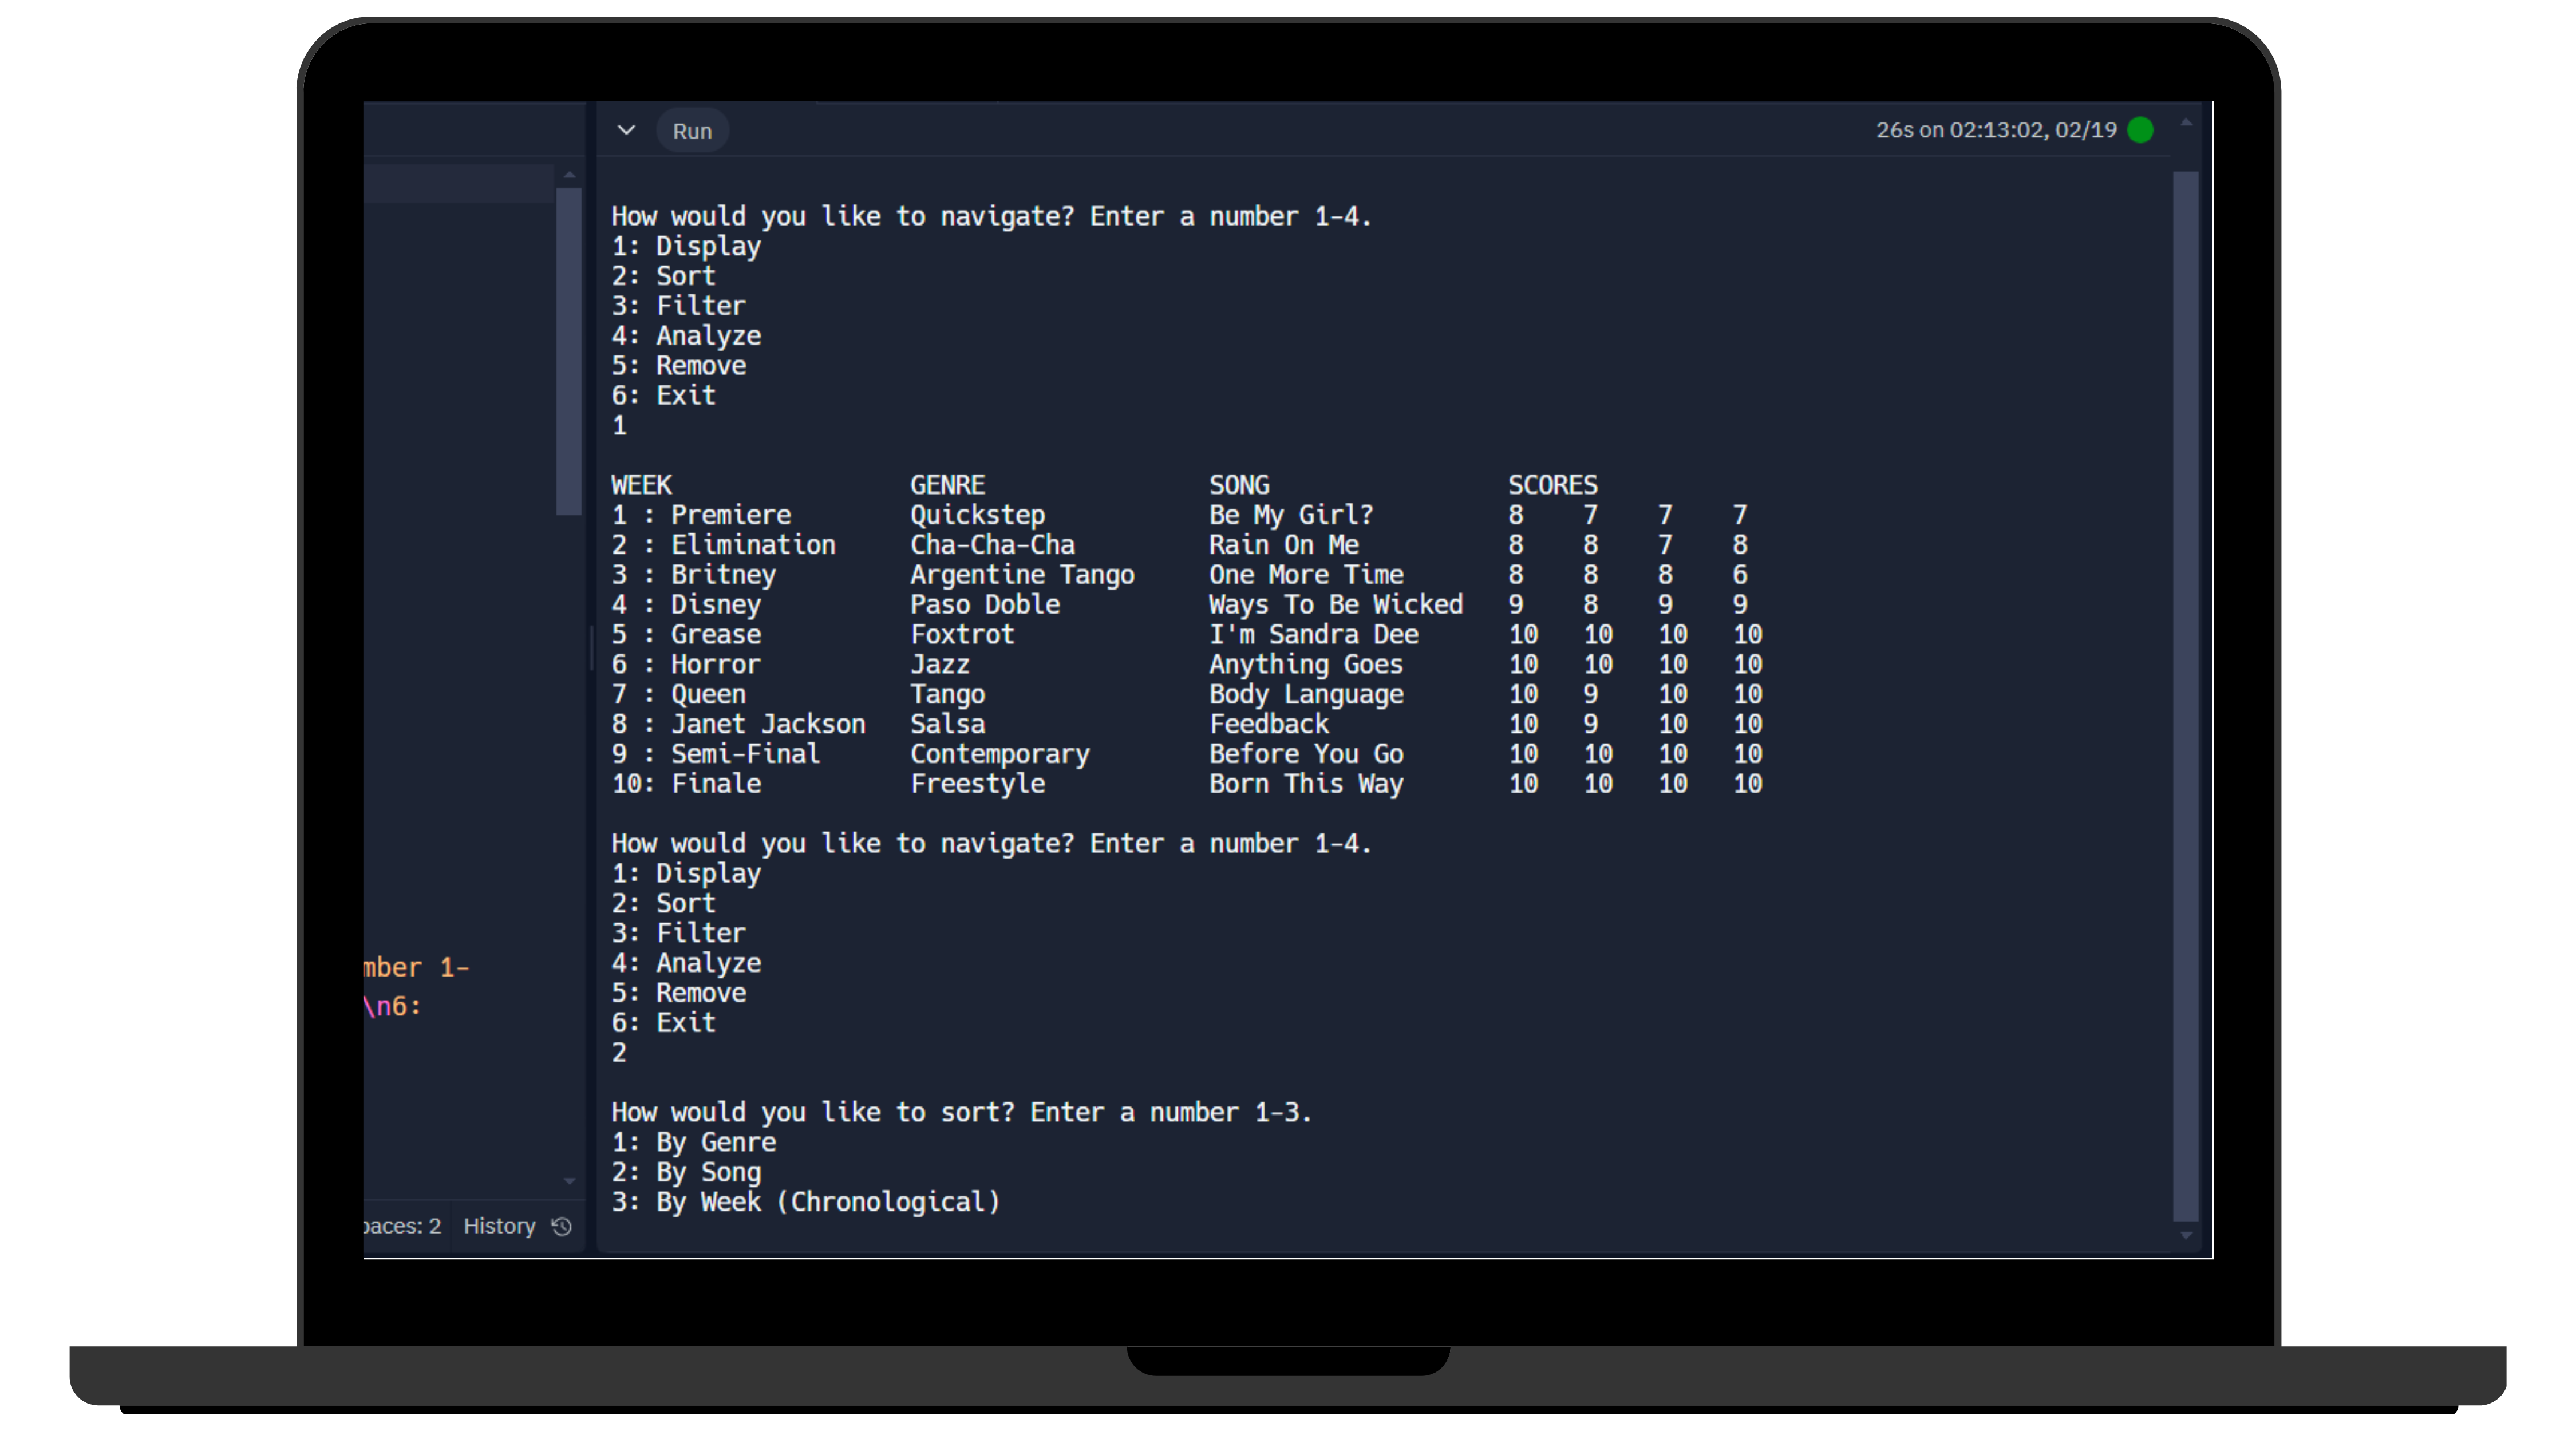 Run
26s on 02:13:02, 02/19
How would you like to navigate? Enter a number 1-4.
1: Display
2: Sort
3: Filter
4: Analyze
5: Remove
6: Exit
1
WEEK GENRE SONG SCORES
1 : Premiere Quickstep Be My Girl? 8 7 7 7
2 : Elimination Cha-Cha-Cha Rain On Me 8 8 7 8
3 : Britney Argentine Tango One More Time 8 8 8 6
4 : Disney Paso Doble Ways To Be Wicked 9 8 9 9
5 : Grease Foxtrot I'm Sandra Dee 10 10 10 10
6 : Horror Jazz Anything Goes 10 10 10 10
7 : Queen Tango Body Language 10 9 10 10
8 : Janet Jackson Salsa Feedback 10 9 10 10
9 : Semi-Final Contemporary Before You Go 10 10 10 10
10: Finale Freestyle Born This Way 10 10 10 10
How would you like to navigate? Enter a number 1-4.
1: Display
2: Sort
3: Filter
4: Analyze
5: Remove
6: Exit
2
How would you like to sort? Enter a number 1-3.
1: By Genre
2: By Song
3: By Week (Chronological)
mber 1-
\n6:
paces: 2 History